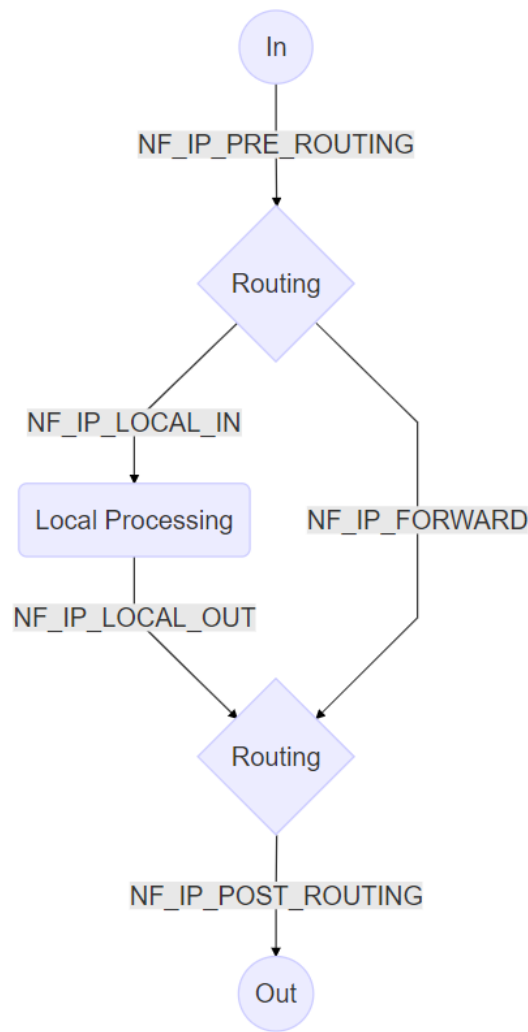 In
NF_IP_PRE_ROUTING
Routing
NF_IP_LOCAL_IN
Local Processing
NF_IP_FORWARD
NF_IP_LOCAL_OUT
Routing
NF_IP_POST_ROUTING
Out